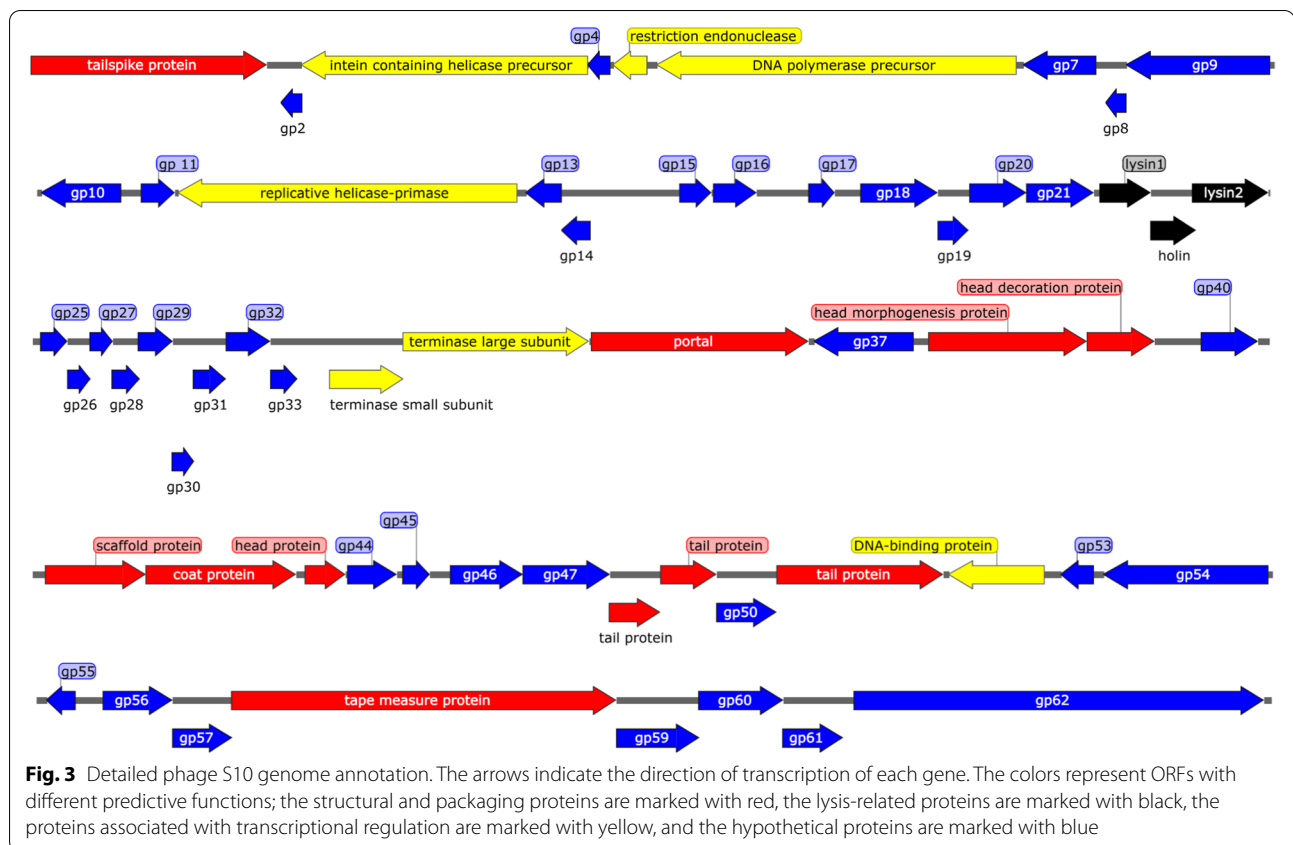 gp4 restriction endonuclease
tailspike protein intein containing helicase precursor DNA polymerase precursor gp7 gp9
gp2 gp8
gp 11 gp13 gp15 gp16 gp17 gp20 lysin1
gp10 replicative helicase-primase gp18 gp21 lysin2
gp14 gp19 holin
head decoration protein
gp25 gp27 gp29 gp32 head morphogenesis protein gp40
terminase large subunit portal gp37
gp26 gp28 gp31 gp33 terminase small subunit
gp30
gp45
scaffold protein head protein gp44 tail protein DNA-binding protein gp53
coat protein gp46 gp47 tail protein gp54
gp50
tail protein
gp55
gp56 tape measure protein gp60 gp62
gp57 gp59 gp61
Fig. 3 Detailed phage S10 genome annotation. The arrows indicate the direction of transcription of each gene. The colors represent ORFs with
different predictive functions; the structural and packaging proteins are marked with red, the lysis-related proteins are marked with black, the
proteins associated with transcriptional regulation are marked with yellow, and the hypothetical proteins are marked with blue